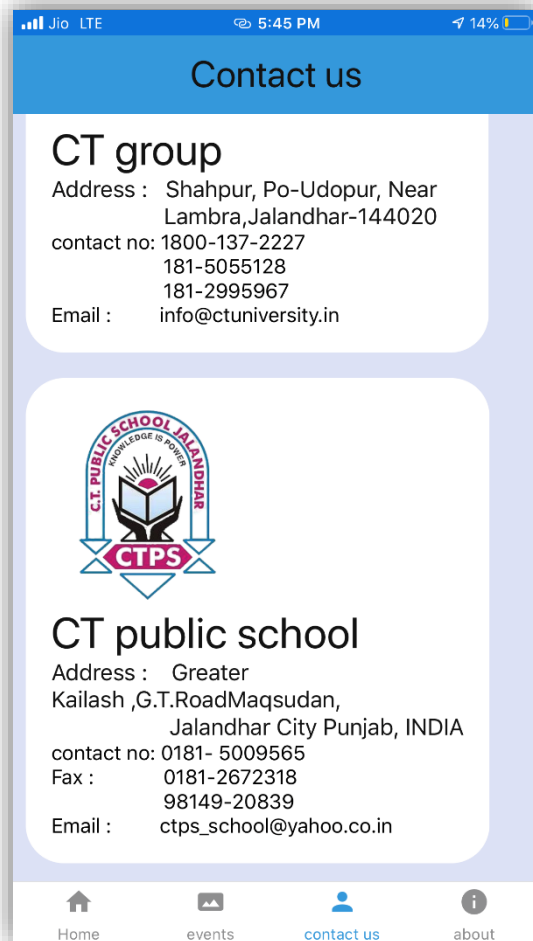 Jio LTE 5:45 PM 14%
Contact us
CT group
Address : Shahpur, Po-Udopur, Near
Lambra,Jalandhar-144020
contact no: 1800-137-2227
181-5055128
181-2995967
Email : info@ctuniversity.in
C.T. PUBLIC SCHOOL JALANDHAR
KNOWLEDGE IS POWER
CTPS
CT public school
Address : Greater
Kailash ,G.T.RoadMaqsudan,
Jalandhar City Punjab, INDIA
contact no: 0181- 5009565
Fax : 0181-2672318
98149-20839
Email : ctps_school@yahoo.co.in
Home events contact us about